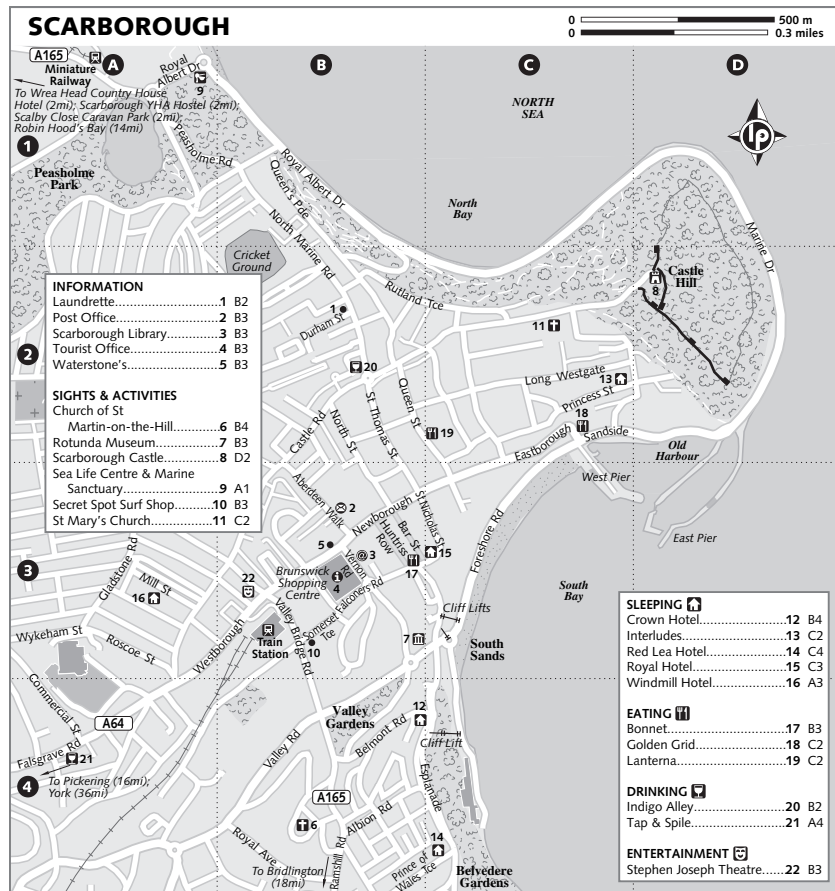 SCARBOROUGH
0 500 m
0 0.3 miles
A B C D
A165
Miniature
Railway
Royal
Albert Dr
9
To Wrea Head Country House
Hotel (2mi); Scarborough YHA Hostel (2mi);
Scalby Close Caravan Park (2mi);
Robin Hood's Bay (14mi)
NORTH
SEA
lp
1
Peasholme
Park
Peasholme Rd
Royal Albert Dr
Queen's Pde
North Marine Rd
North
Bay
Marine Dr
Cricket
Ground
Rutland Tce
Castle
Hill
8
INFORMATION
Laundrette 1 B2
Post Office 2 B3
Scarborough Library 3 B3
Tourist Office 4 B3
Waterstone's 5 B3
SIGHTS & ACTIVITIES
Church of St
Martin-on-the-Hill 6 B4
Rotunda Museum 7 B3
Scarborough Castle 8 D2
Sea Life Centre & Marine
Sanctuary 9 A1
Secret Spot Surf Shop 10 B3
St Mary's Church 11 C2
2
1
Durham St
11
20
Long Westgate
13
Princess St
Queen St
St Thomas St
North St
Castle Rd
18
19
Eastborough
Sandside
Old
Harbour
West Pier
East Pier
Aberdeen Walk
2
Newborough
St Nicholas St
Bar St
Huntriss
Row
Foreshore Rd
5
3
Vernon
Rd
15
17
3
Gladstone Rd
Mill St
16
22
Brunswick
Shopping
Centre
4
Somerset
Tce
Falconers Rd
South
Bay
Cliff Lifts
Wykeham St
Roscoe St
Westborough
Train
Station
10
Valley Bridge Rd
7
South
Sands
Commercial St
A64
Valley
Gardens
12
Falsgrave Rd
21
Valley Rd
Belmont Rd
Cliff Lift
4
To Pickering (16mi);
York (36mi)
A165
Esplanade
6
Albion Rd
14
Royal Ave
Ramshill Rd
To Bridlington
(18mi)
Prince of
Wales Tce
Belvedere
Gardens
SLEEPING
Crown Hotel 12 B4
Interludes 13 C2
Red Lea Hotel 14 C4
Royal Hotel 15 C3
Windmill Hotel 16 A3
EATING
Bonnet 17 B3
Golden Grid 18 C2
Lanterna 19 C2
DRINKING
Indigo Alley 20 B2
Tap & Spile 21 A4
ENTERTAINMENT
Stephen Joseph Theatre 22 B3